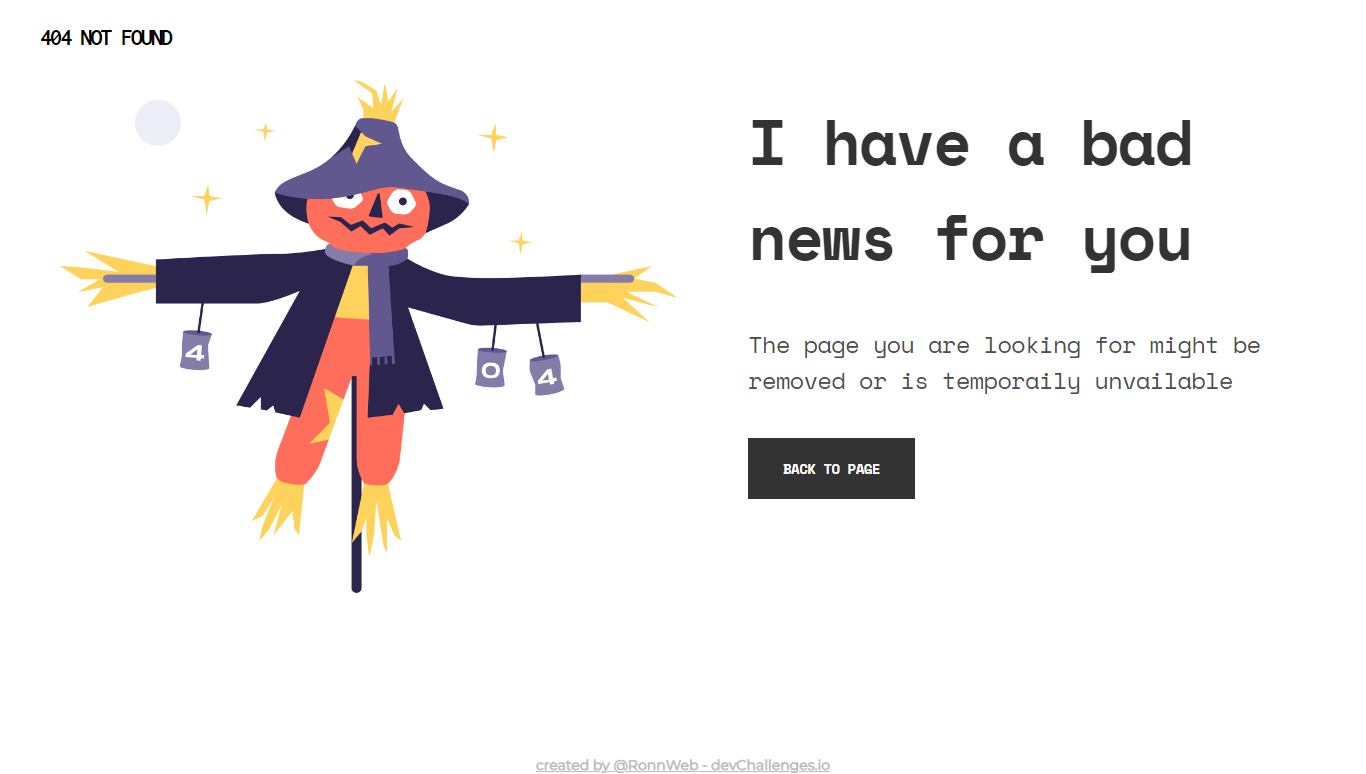 404 NOT FOUND
I have a bad
news for you
4
0
4
The page you are looking for might be
removed or is temporaily unvailable
BACK TO PAGE
created by @RonnWeb - devChallenges.io